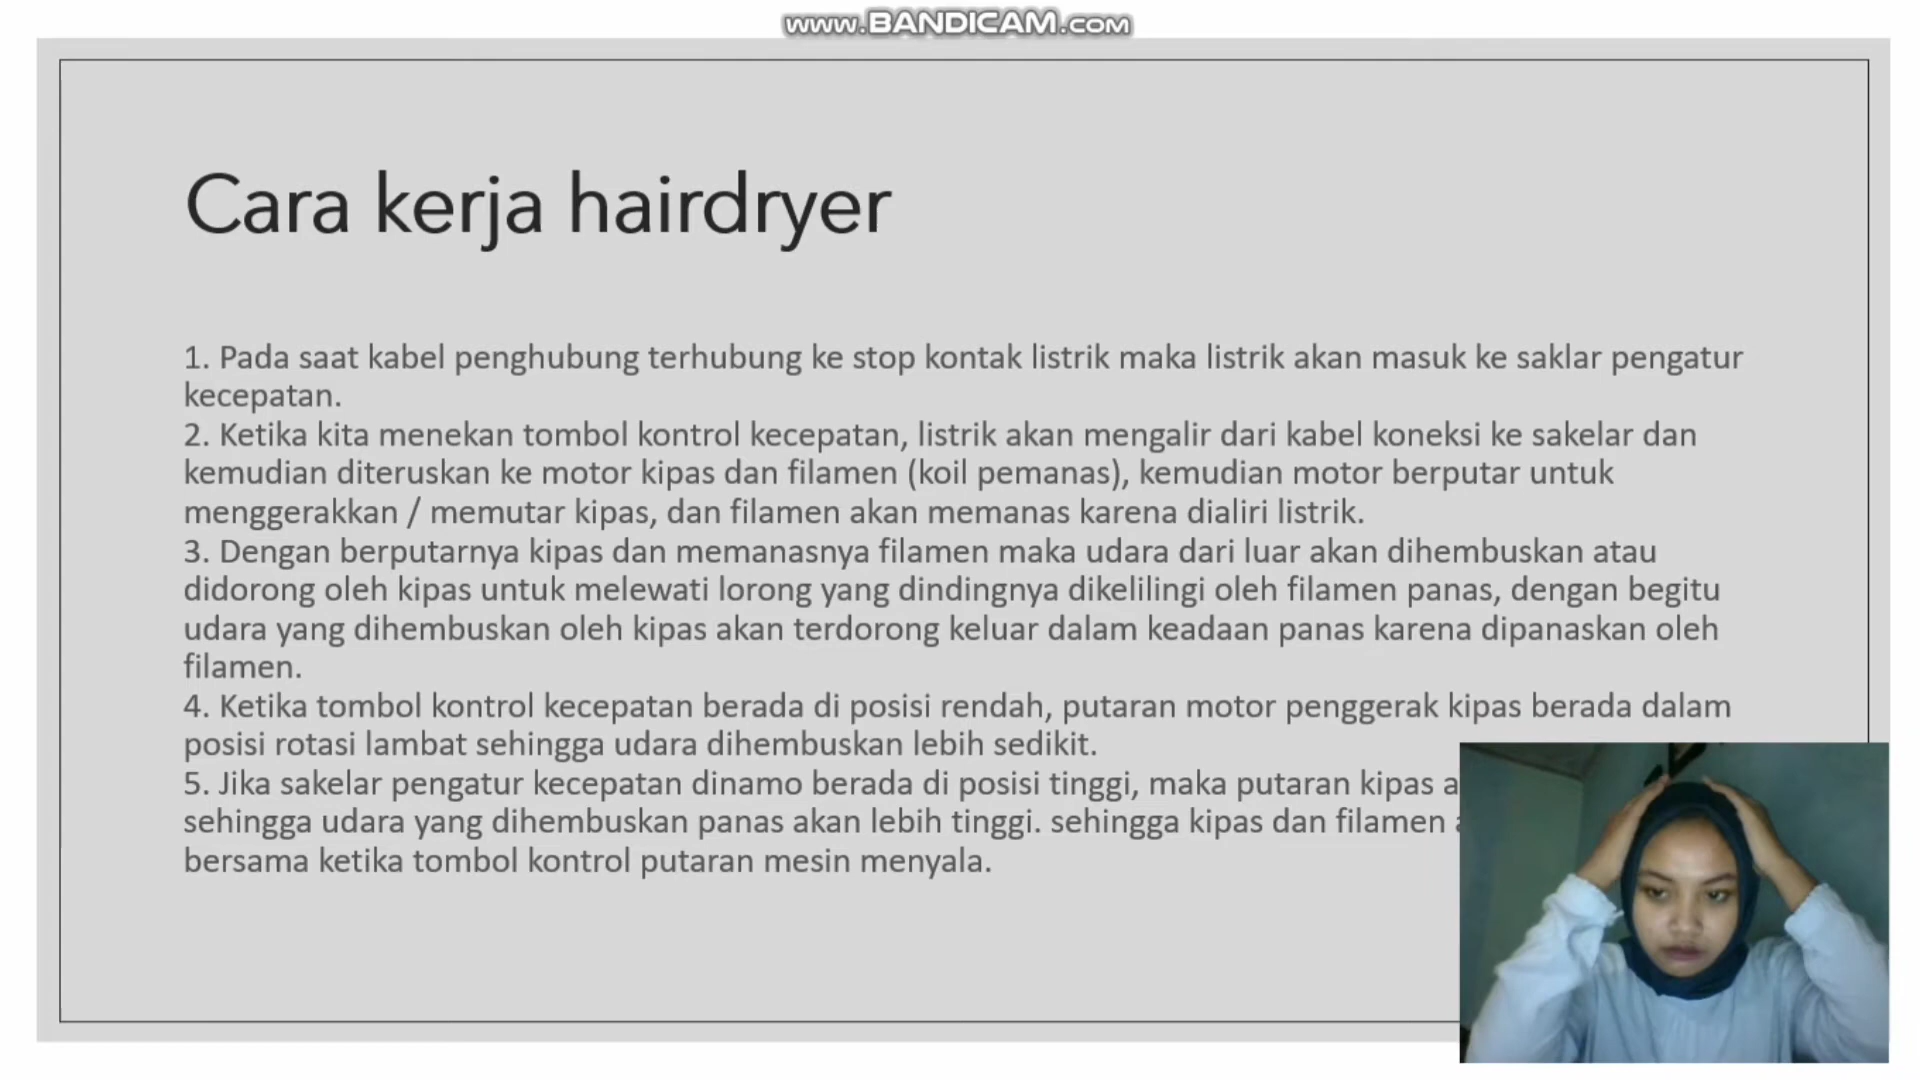 www.BANDICAM.com
Cara kerja hairdryer
1. Pada saat kabel penghubung terhubung ke stop kontak listrik maka listrik akan masuk ke saklar pengatur
kecepatan.
2. Ketika kita menekan tombol kontrol kecepatan, listrik akan mengalir dari kabel koneksi ke sakelar dan
kemudian diteruskan ke motor kipas dan filamen (koil pemanas), kemudian motor berputar untuk
menggerakkan / memutar kipas, dan filamen akan memanas karena dialiri listrik.
3. Dengan berputarnya kipas dan memanasnya filamen maka udara dari luar akan dihembuskan atau
didorong oleh kipas untuk melewati lorong yang dindingnya dikelilingi oleh filamen panas, dengan begitu
udara yang dihembuskan oleh kipas akan terdorong keluar dalam keadaan panas karena dipanaskan oleh
filamen.
4. Ketika tombol kontrol kecepatan berada di posisi rendah, putaran motor penggerak kipas berada dalam
posisi rotasi lambat sehingga udara dihembuskan lebih sedikit.
5. Jika sakelar pengatur kecepatan dinamo berada di posisi tinggi, maka putaran kipas
sehingga udara yang dihembuskan panas akan lebih tinggi. sehingga kipas dan filamen
bersama ketika tombol kontrol putaran mesin menyala.